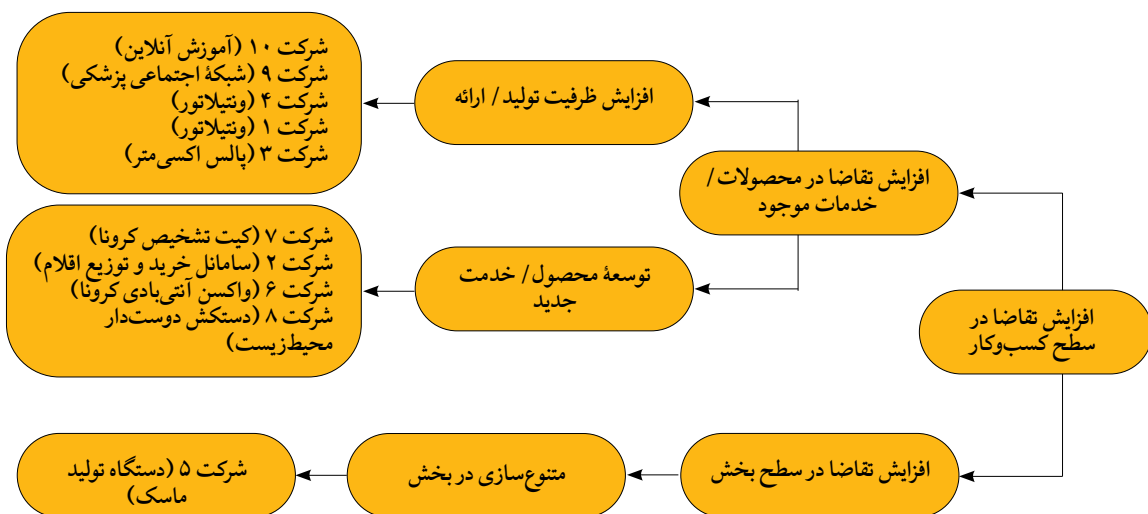 افزایش تقاضا در
سطح کسب‌وکار
افزایش تقاضا در محصولات /
خدمات موجود
افزایش ظرفیت تولید / ارائه
شرکت ۱۰ (آموزش آنلاین)
شرکت ۹ (شبکهٔ اجتماعی پزشکی)
شرکت ۴ (ونتیلاتور)
شرکت ۱ (ونتیلاتور)
شرکت ۳ (پالس اکسی‌متر)
توسعهٔ محصول / خدمت
جدید
شرکت ۷ (کیت تشخیص کرونا)
شرکت ۲ (سامانل خرید و توزیع اقلام)
شرکت ۶ (واکسن آنتی‌بادی کرونا)
شرکت ۸ (دستکش دوست‌دار
محیط‌زیست)
افزایش تقاضا در سطح بخش
متنوع‌سازی در بخش
شرکت ۵ (دستگاه تولید
ماسک)